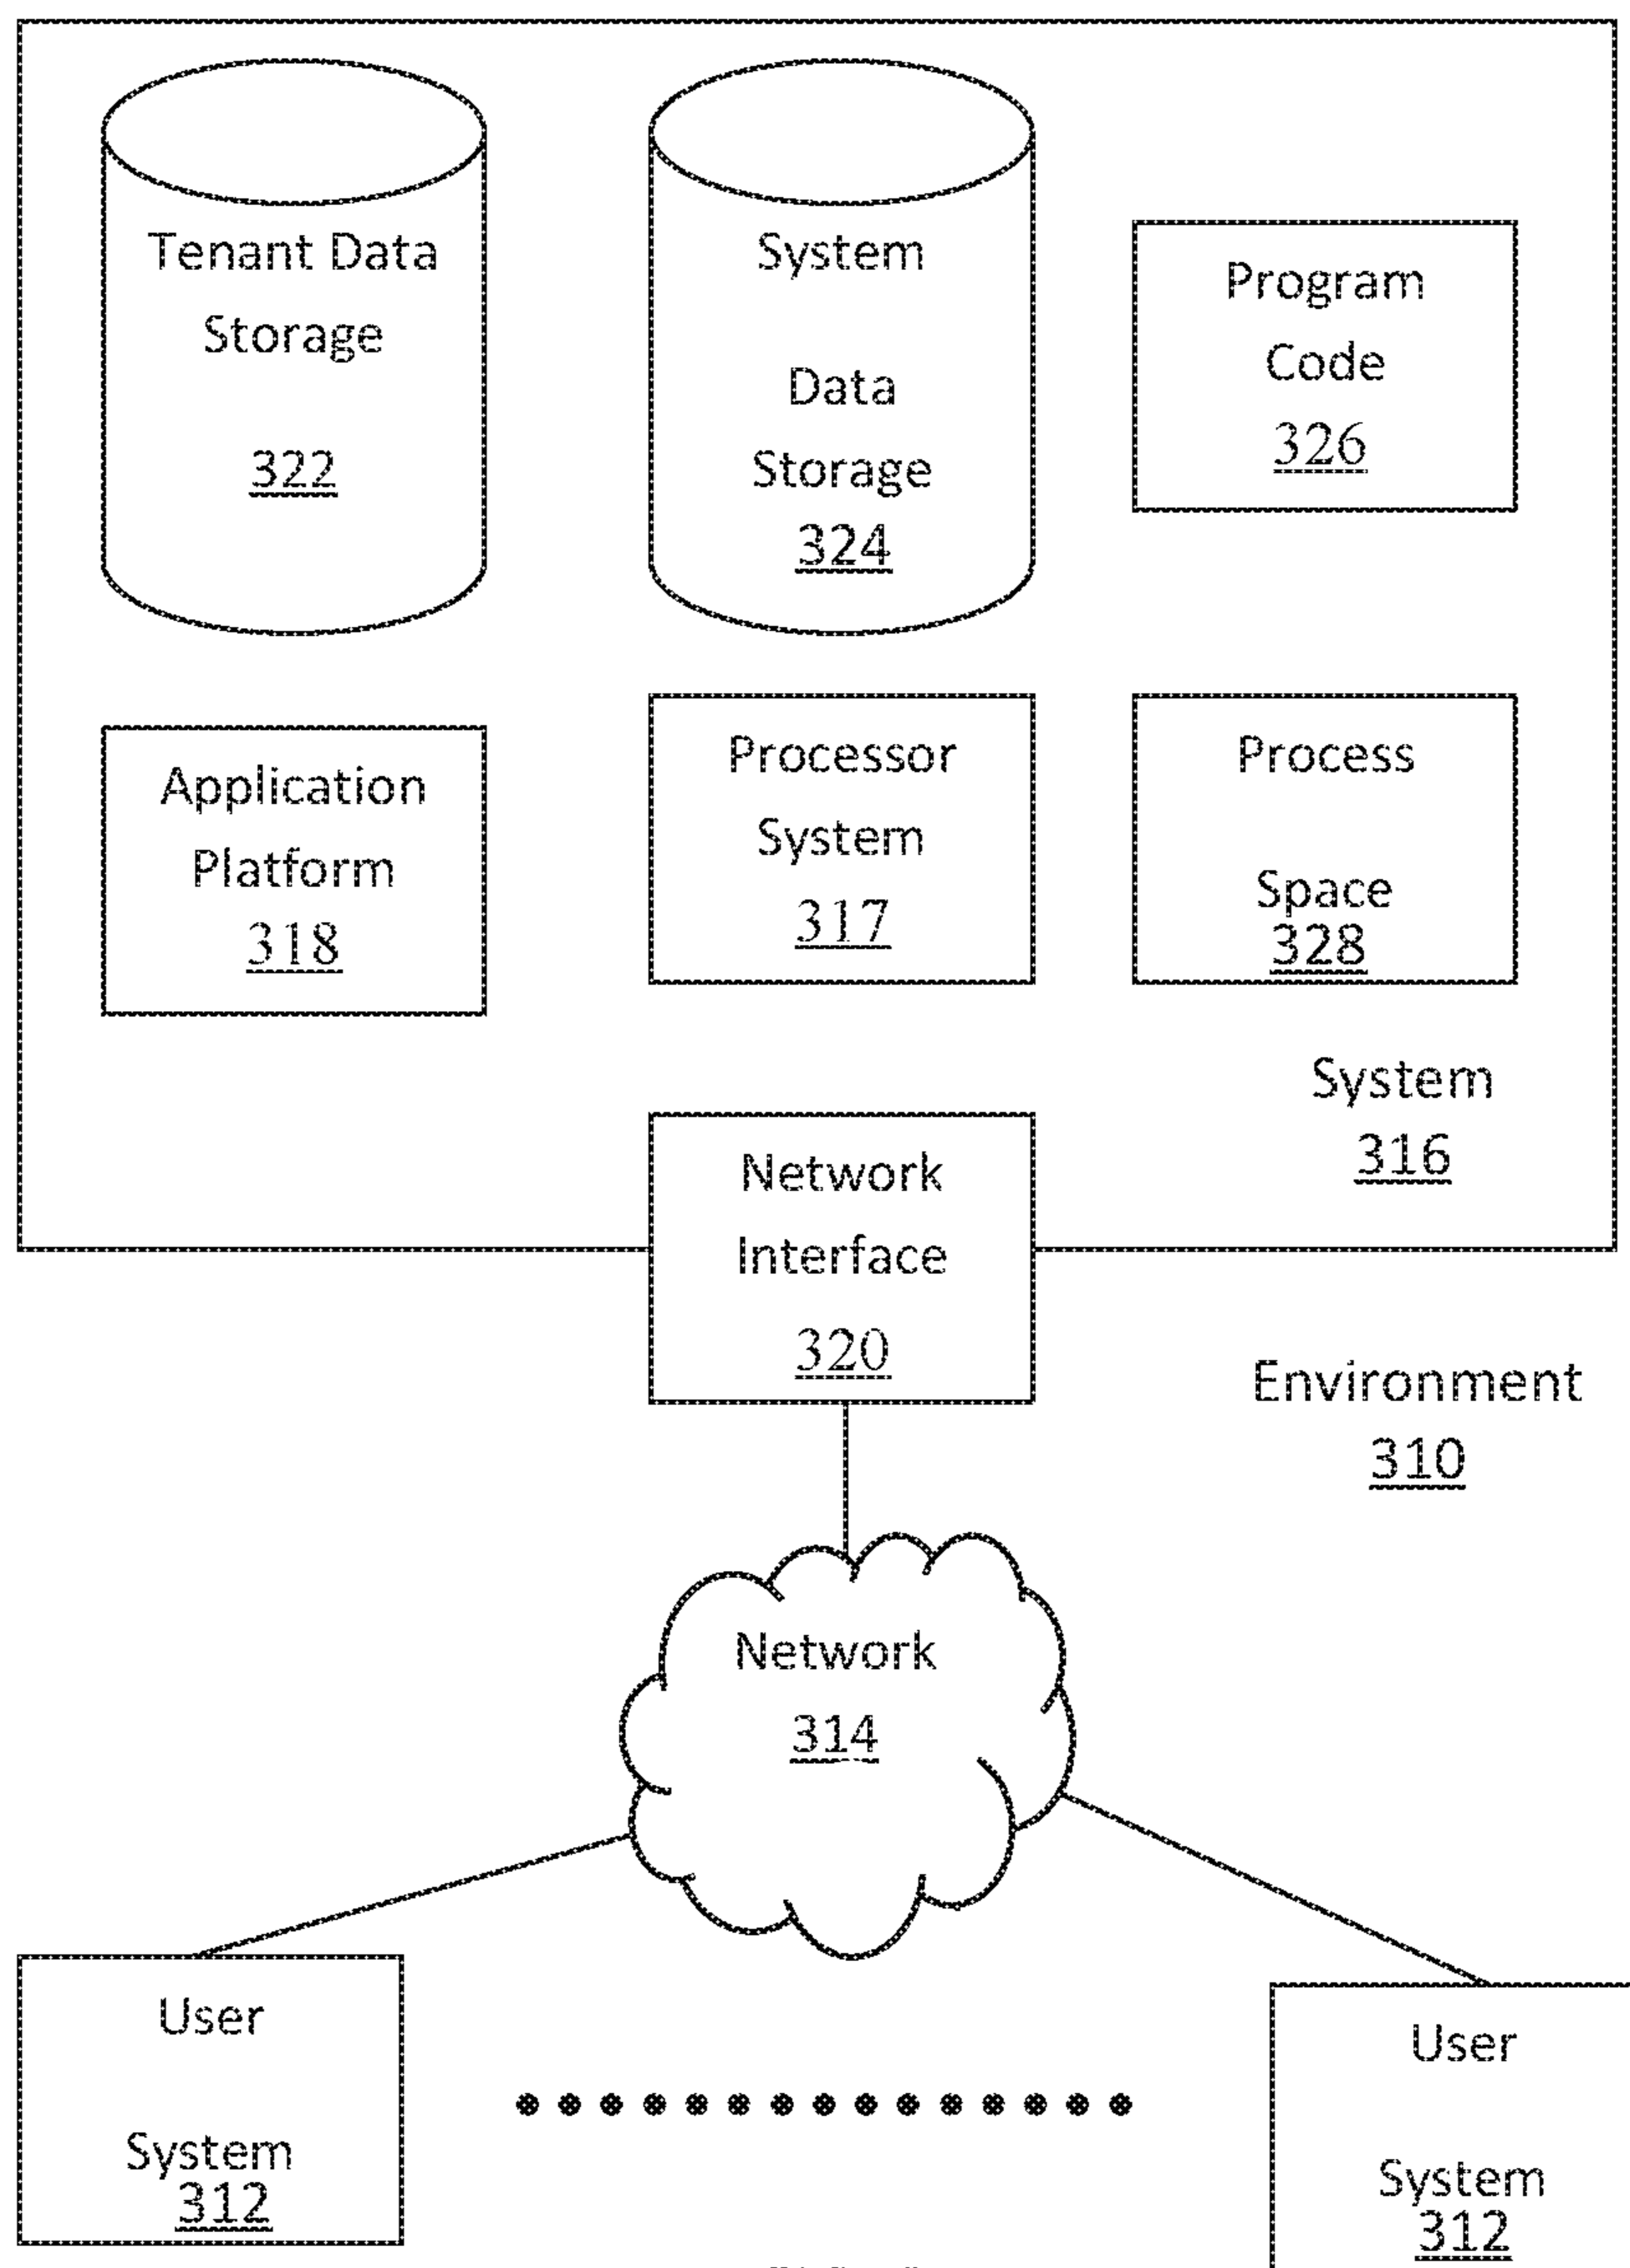 Tenant Data
Storage
322
System
Data
Storage
324
Program
Code
326
Application
Platform
318
Processor
System
317
Process
Space
328
System
316
Network
Interface
320
Environment
310
Network
314
User
System
312
User
System
312